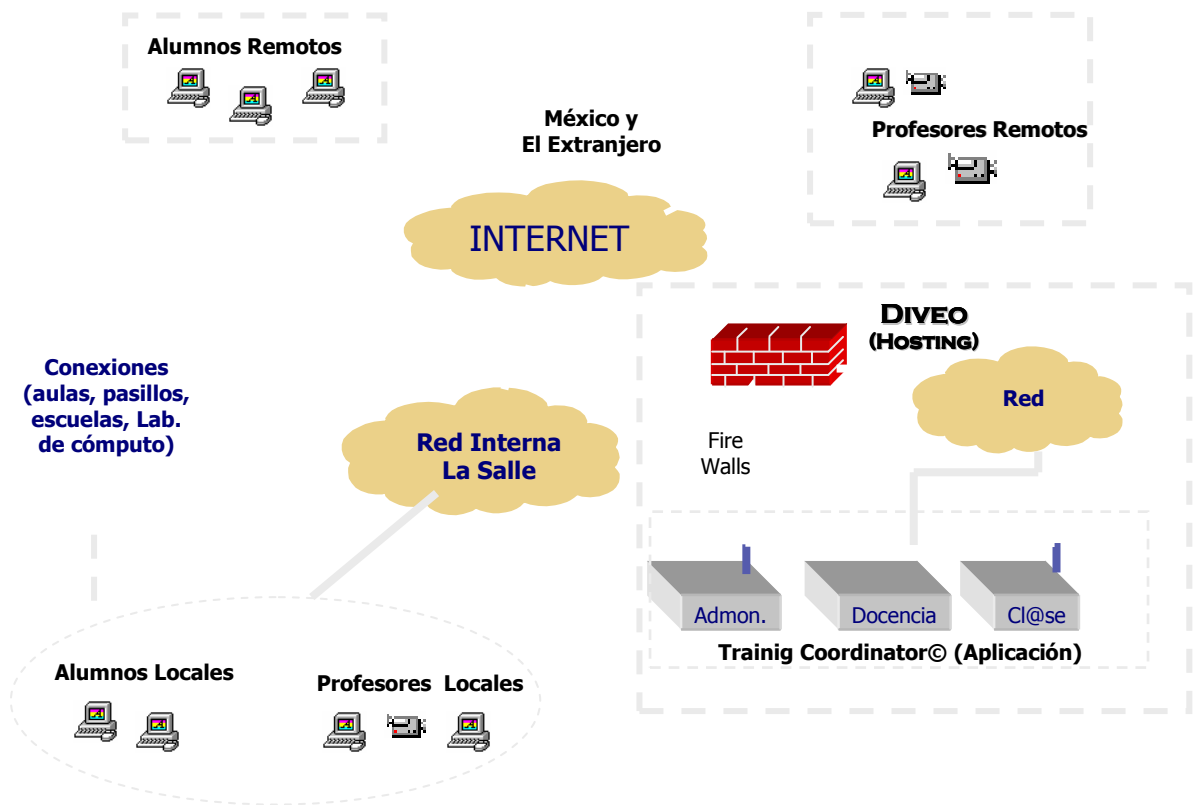 Alumnos Remotos
México y
El Extranjero
Profesores Remotos
INTERNET
DIVEO
(HOSTING)
Conexiones
(aulas, pasillos,
escuelas, Lab.
de cómputo)
Red
Red Interna
La Salle
Fire
Walls
Admon.
Docencia
Cl@se
Trainig Coordinator© (Aplicación)
Alumnos Locales
Profesores Locales